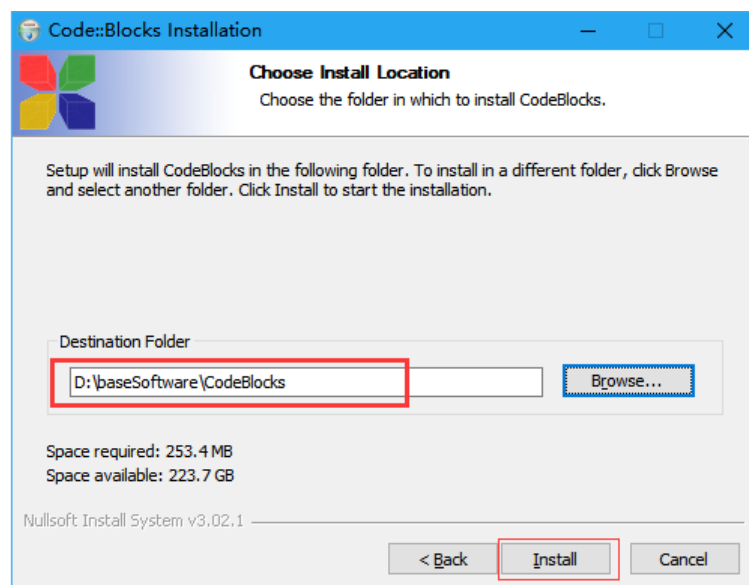 Code::Blocks Installation
Choose Install Location
Choose the folder in which to install CodeBlocks.
Setup will install CodeBlocks in the following folder. To install in a different folder, click Browse
and select another folder. Click Install to start the installation.
Destination Folder
D:\baseSoftware\CodeBlocks
Browse...
Space required: 253.4 MB
Space available: 223.7 GB
Nullsoft Install System v3.02.1
< Back
Install
Cancel